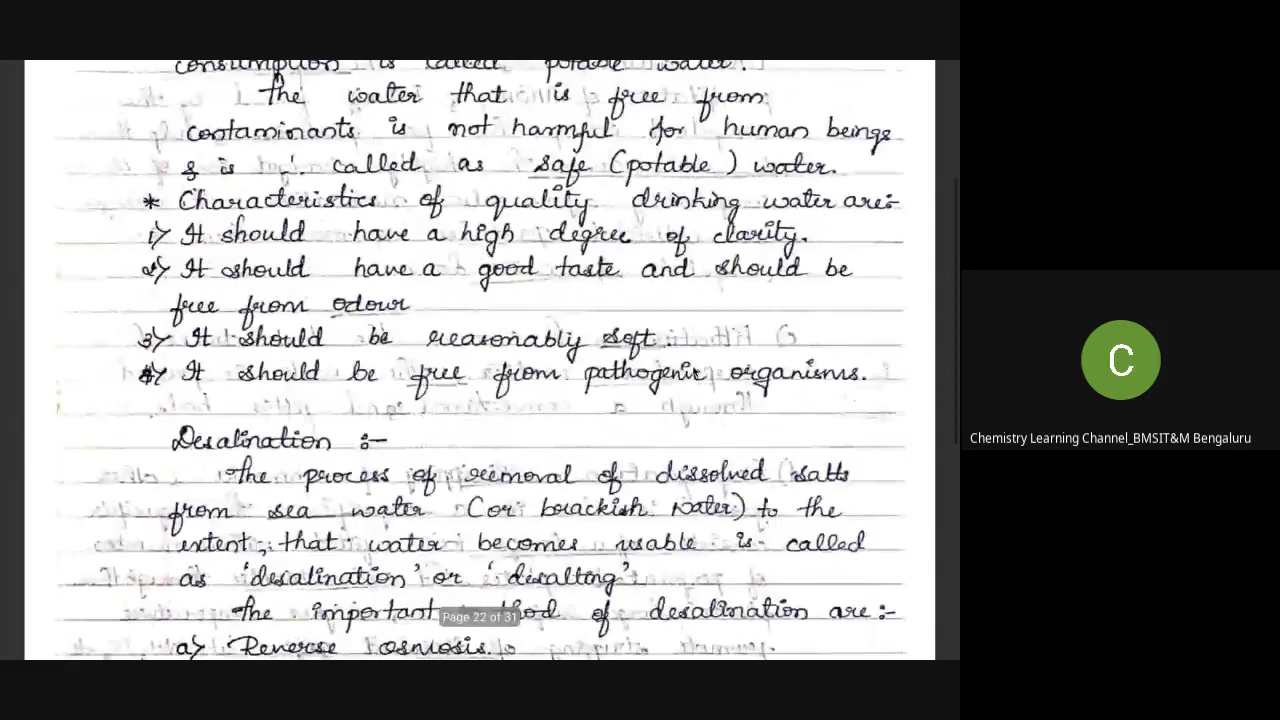 consumption is called potable water.
The water that is free from
contaminants is not harmful for human beings
& is ∴ called as safe (potable) water.
* Characteristics of quality drinking water are:-
1) It should have a high degree of clarity.
2) It should have a good taste and should be
free from odour
3) It should be reasonably soft.
4) It should be free from pathogenic organisms.
Desalination :-
The process of removal of dissolved salts
from sea water (or brackish water) to the
extent, that water becomes usable is called
as 'desalination' or 'desalting'
The important method of desalination are:-
Page 22 of 31
a) Reverse osmosis.
C
Chemistry Learning Channel_BMSIT&M Bengaluru